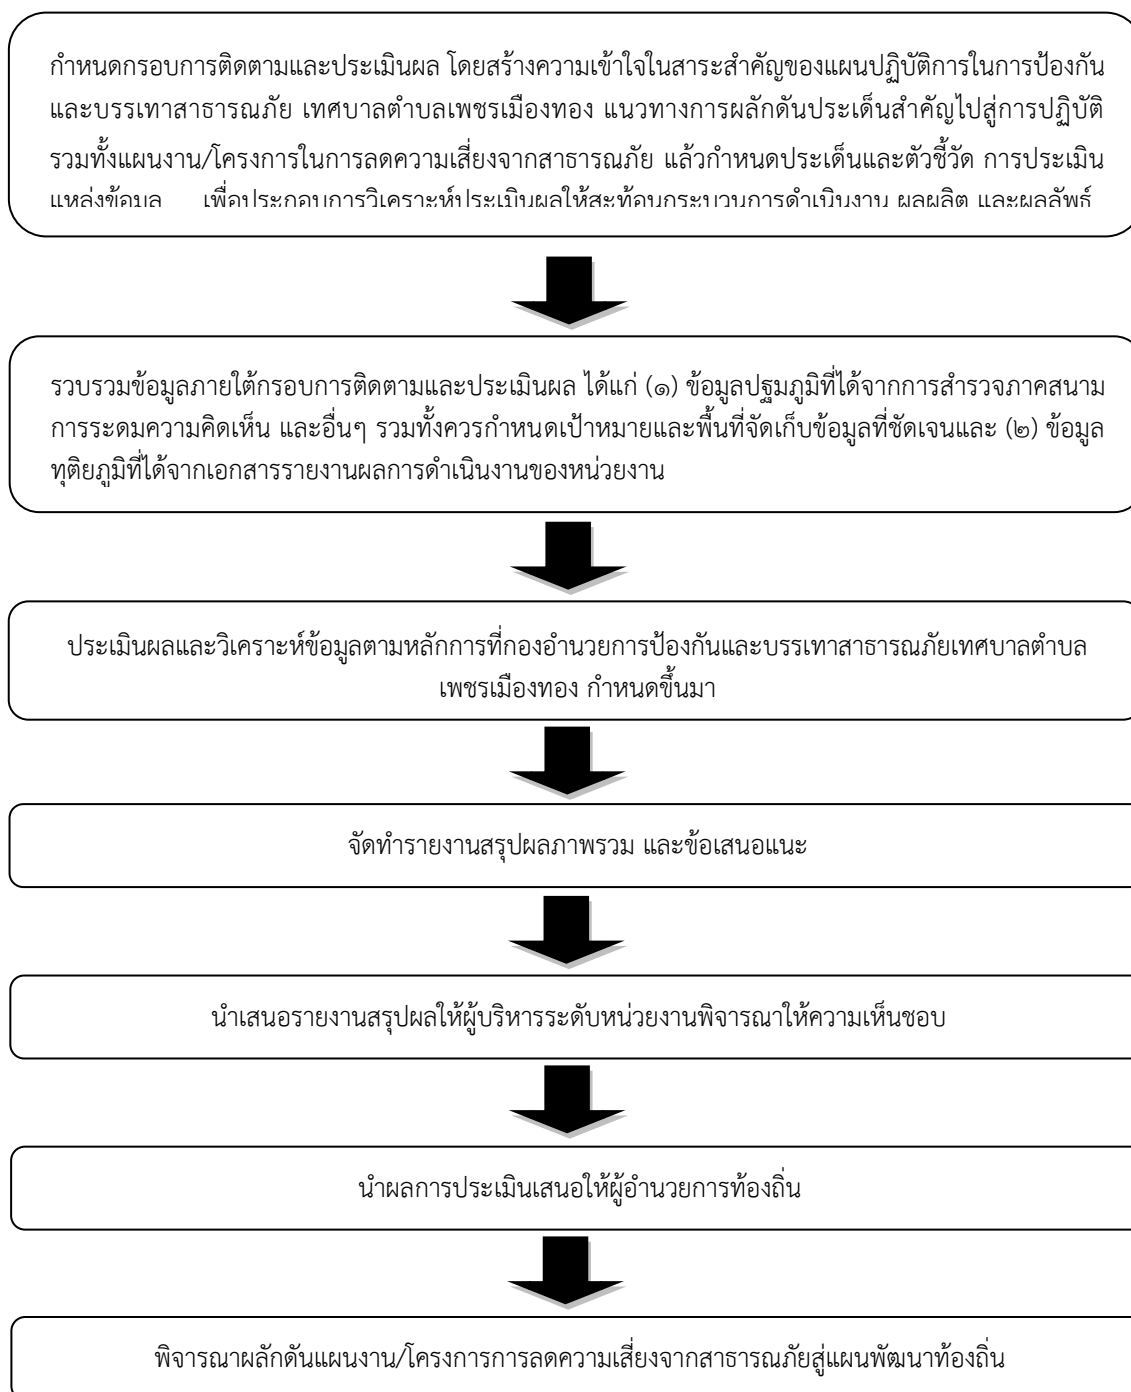 กำหนดกรอบการติดตามและประเมินผล โดยสร้างความเข้าใจในสาระสำคัญของแผนปฏิบัติการในการป้องกัน
และบรรเทาสาธารณภัย เทศบาลตำบลเพชรเมืองทอง แนวทางการผลักดันประเด็นสำคัญไปสู่การปฏิบัติ
รวมทั้งแผนงาน/โครงการในการลดความเสี่ยงจากสาธารณภัย แล้วกำหนดประเด็นและตัวชี้วัด การประเมิน
แหล่งข้อมูล เพื่อประกอบการวิเคราะห์ประเมินผลให้สะท้อนกระบวนการดำเนินงาน ผลผลิต และผลลัพธ์
รวบรวมข้อมูลภายใต้กรอบการติดตามและประเมินผล ได้แก่ (๑) ข้อมูลปฐมภูมิที่ได้จากการสำรวจภาคสนาม
การระดมความคิดเห็น และอื่นๆ รวมทั้งควรกำหนดเป้าหมายและพื้นที่จัดเก็บข้อมูลที่ชัดเจนและ (๒) ข้อมูล
ทุติยภูมิที่ได้จากเอกสารรายงานผลการดำเนินงานของหน่วยงาน
ประเมินผลและวิเคราะห์ข้อมูลตามหลักการที่กองอำนวยการป้องกันและบรรเทาสาธารณภัยเทศบาลตำบล
เพชรเมืองทอง กำหนดขึ้นมา
จัดทำรายงานสรุปผลภาพรวม และข้อเสนอแนะ
นำเสนอรายงานสรุปผลให้ผู้บริหารระดับหน่วยงานพิจารณาให้ความเห็นชอบ
นำผลการประเมินเสนอให้ผู้อำนวยการท้องถิ่น
พิจารณาผลักดันแผนงาน/โครงการการลดความเสี่ยงจากสาธารณภัยสู่แผนพัฒนาท้องถิ่น